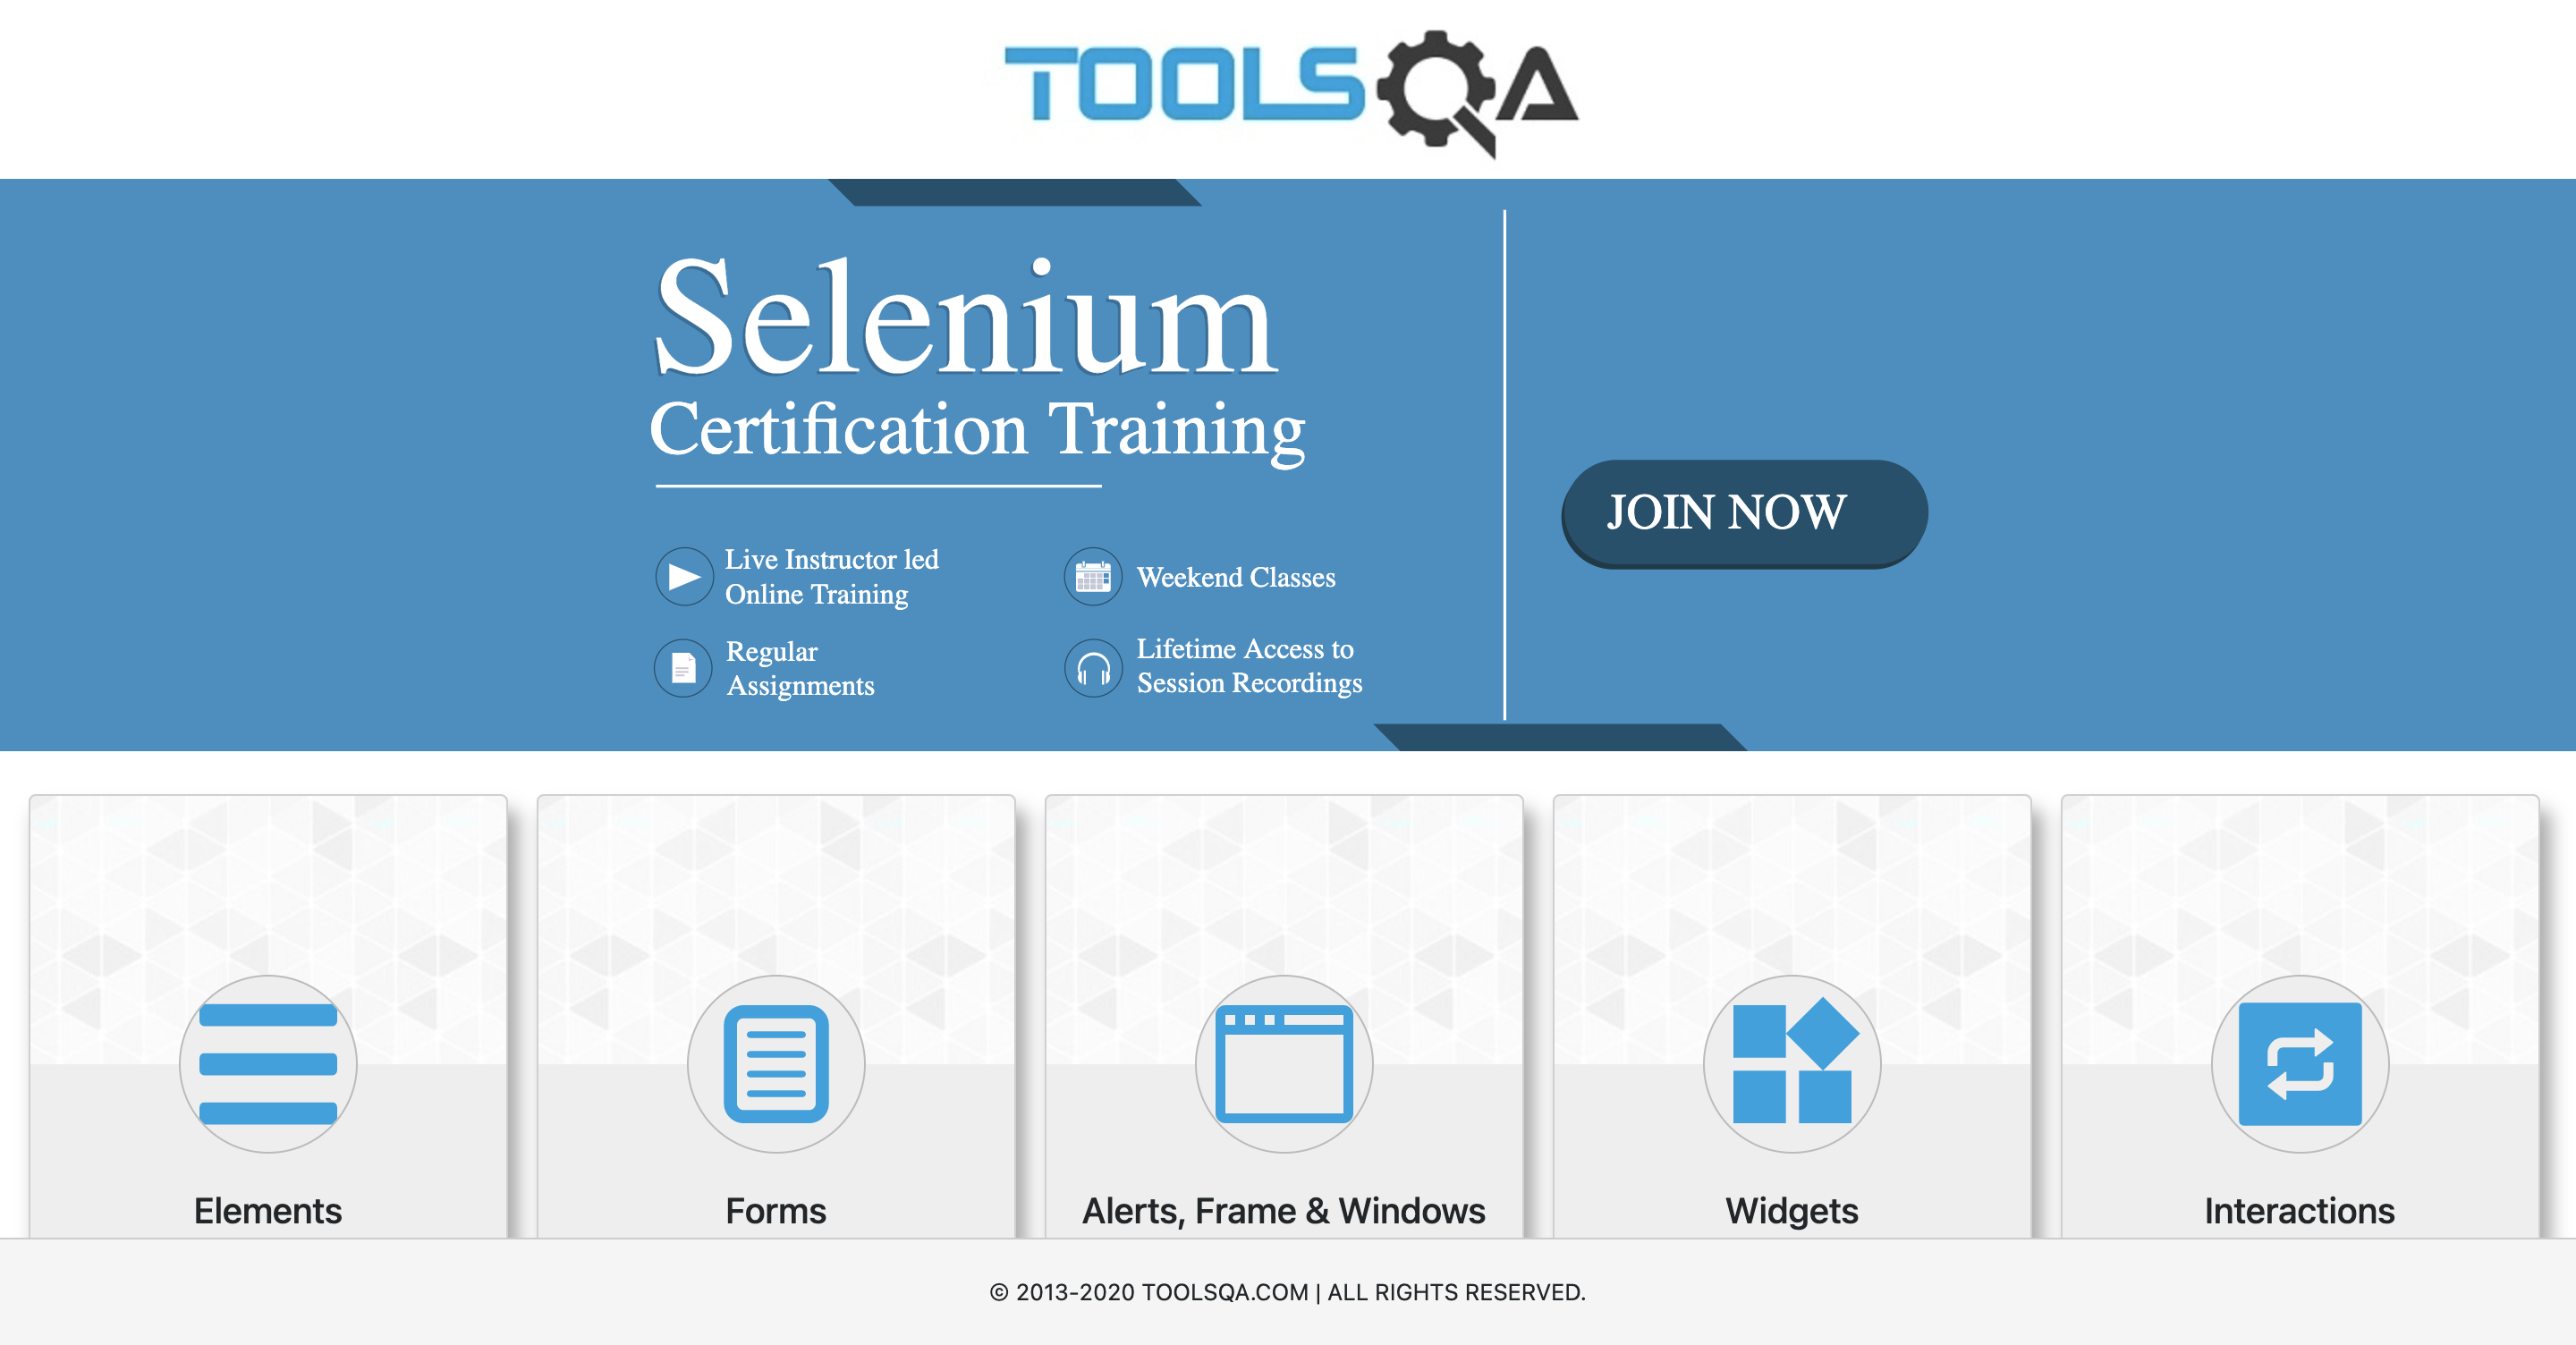 TOOLSQA
Selenium
Certification Training
JOIN NOW
Live Instructor led
Online Training
Weekend Classes
Regular
Assignments
Lifetime Access to
Session Recordings
Elements
Forms
Alerts, Frame & Windows
Widgets
Interactions
© 2013-2020 TOOLSQA.COM | ALL RIGHTS RESERVED.